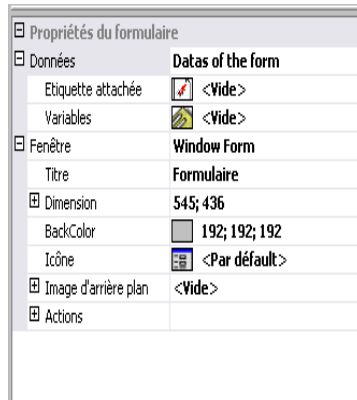 Propriétés du formulaire
Données Datas of the form
Etiquette attachée <Vide>
Variables <Vide>
Fenêtre Window Form
Titre Formulaire
Dimension 545; 436
BackColor 192; 192; 192
Icône <Par défault>
Image d'arrière plan <Vide>
Actions